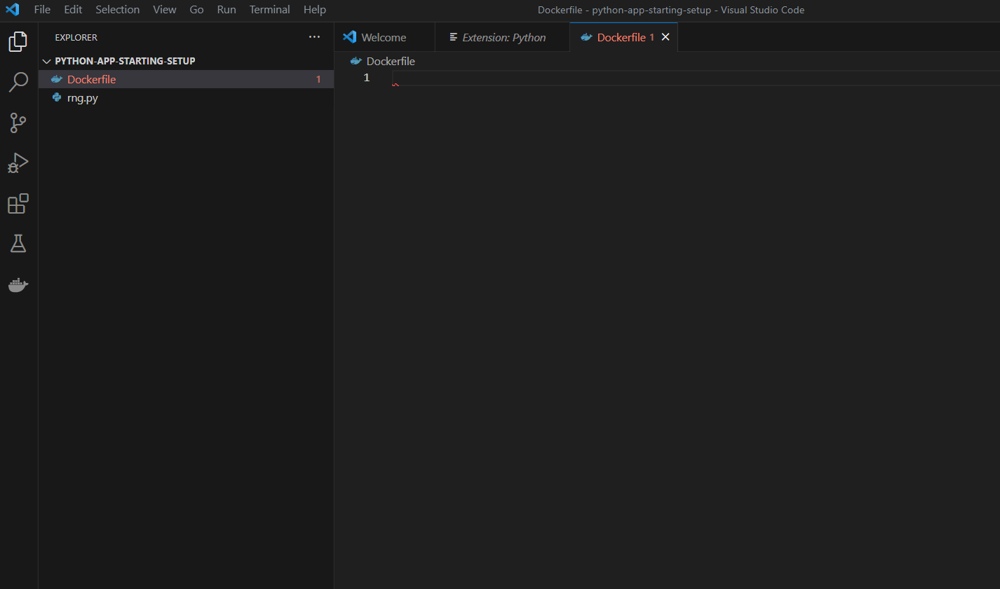 File Edit Selection View Go Run Terminal Help Dockerfile - python-app-starting-setup - Visual Studio Code
EXPLORER ···
PYTHON-APP-STARTING-SETUP
Dockerfile 1
rng.py
Welcome Extension: Python Dockerfile 1
Dockerfile
1